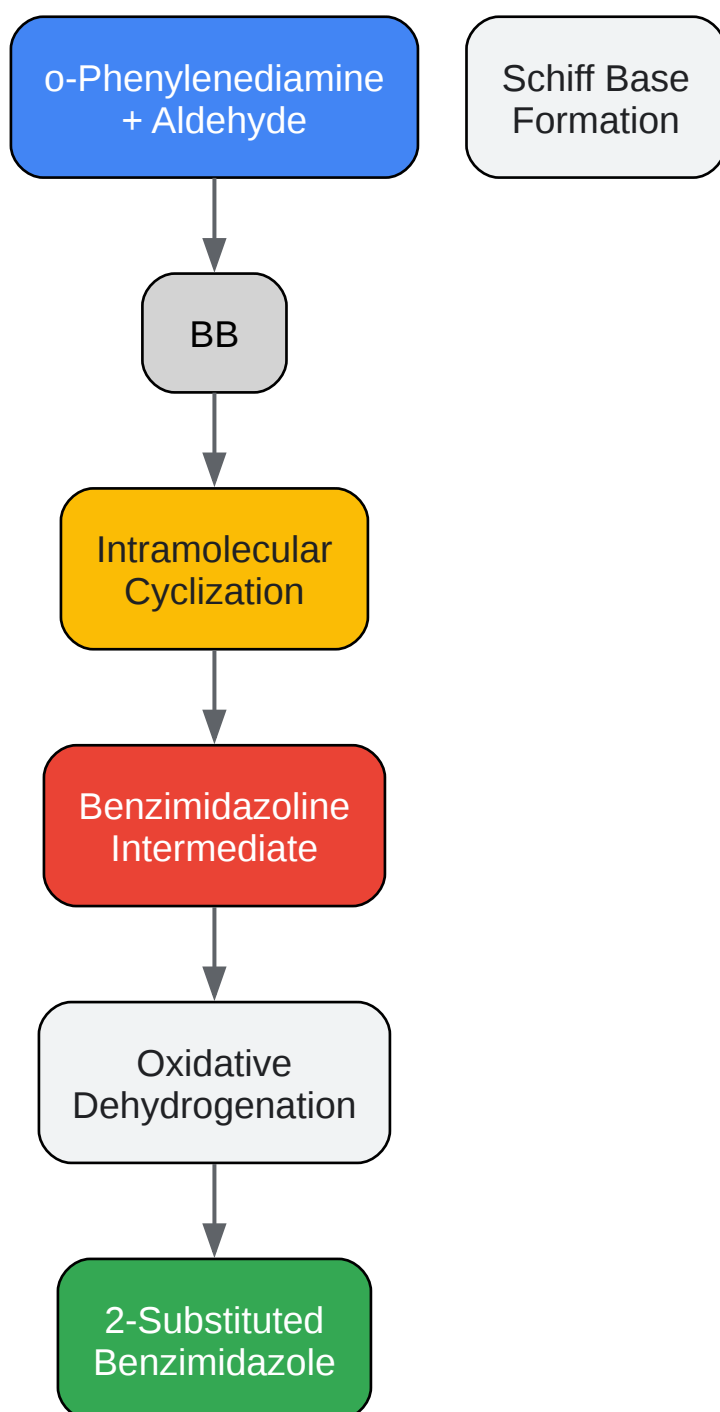 o-Phenylenediamine
+ Aldehyde
Schiff Base
Formation
BB
Intramolecular
Cyclization
Benzimidazoline
Intermediate
Oxidative
Dehydrogenation
2-Substituted
Benzimidazole